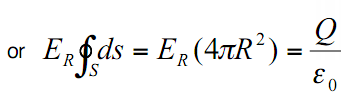 or E_R ∮_S ds = E_R (4πR²) = Q / ε₀